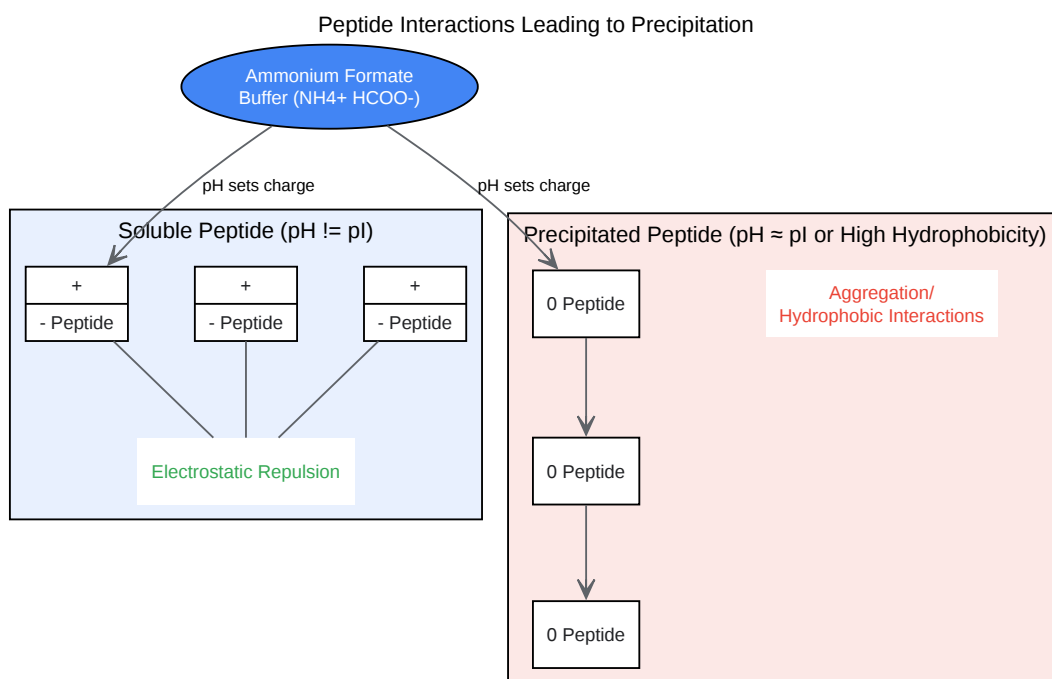 Peptide Interactions Leading to Precipitation
Ammonium Formate
Buffer (NH4+ HCOO-)
pH sets charge
pH sets charge
Soluble Peptide (pH != pI)
+
- Peptide
+
- Peptide
+
- Peptide
Electrostatic Repulsion
Precipitated Peptide (pH ≈ pI or High Hydrophobicity)
0 Peptide
Aggregation/
Hydrophobic Interactions
0 Peptide
0 Peptide